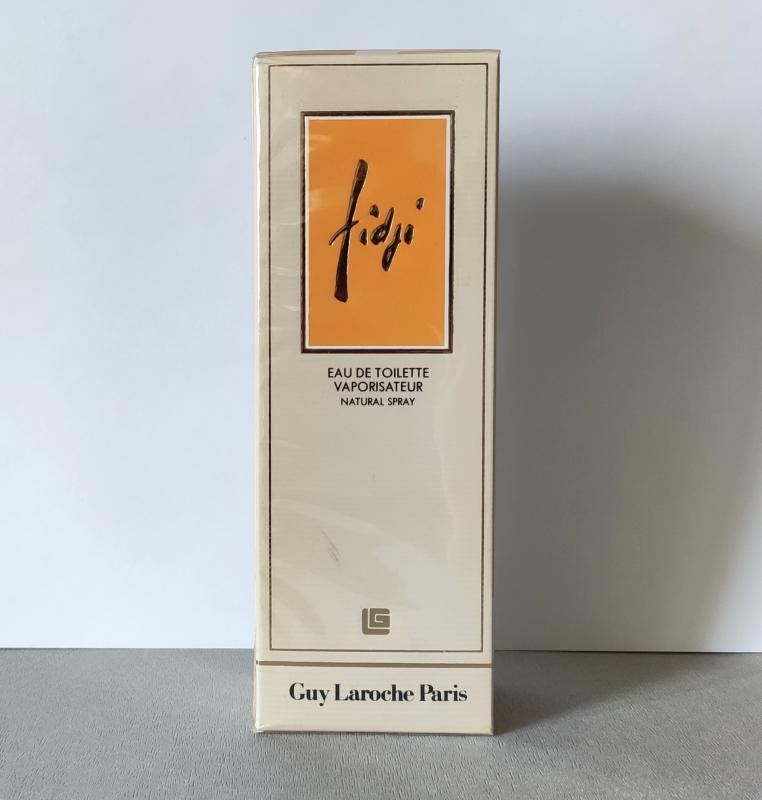 fidji
EAU DE TOILETTE
VAPORISATEUR
NATURAL SPRAY
LG
Guy Laroche Paris